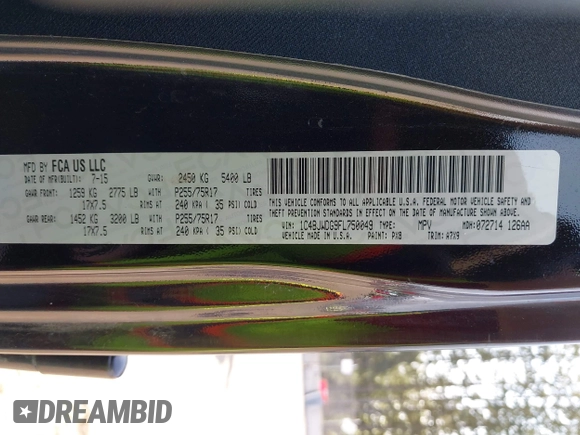 MFD BY FCA US LLC
DATE OF MFR(BUILT): 7-15 GVWR: 2450 KG 5400 LB
GAWR FRONT: 1259 KG 2775 LB WITH P255/75R17 TIRES
17X7.5 RIMS AT 240 KPA ( 35 PSI) COLD
GAWR REAR: 1452 KG 3200 LB WITH P255/75R17 TIRES
17X7.5 RIMS AT 240 KPA ( 35 PSI) COLD
THIS VEHICLE CONFORMS TO ALL APPLICABLE U.S.A. FEDERAL MOTOR VEHICLE SAFETY AND
THEFT PREVENTION STANDARDS IN EFFECT ON THE DATE OF MANUFACTURE SHOWN ABOVE.
VIN: 1C4BJWDG9FL750049 TYPE: MPV MDH: 072714 126AA
VEHICLE MADE IN U.S.A. PAINT: PX8 TRIM: A7X9
DREAMBID